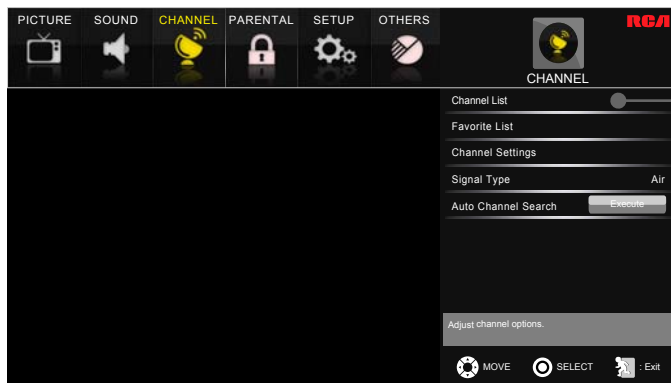 PICTURE SOUND CHANNEL PARENTAL SETUP OTHERS
RCA
CHANNEL
Channel List
Favorite List
Channel Settings
Signal Type Air
Auto Channel Search Execute
Adjust channel options.
MOVE SELECT : Exit